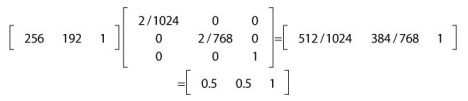 [ 256 192 1 ] [ 2/1024 0 0
0 2/768 0
0 0 1 ] = [ 512/1024 384/768 1 ]
= [ 0.5 0.5 1 ]